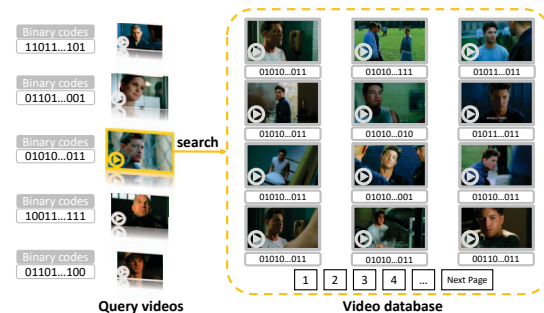 Binary codes
11011...101
Binary codes
01101...001
Binary codes
01010...011
Binary codes
10011...111
Binary codes
01101...100
Query videos
search
01010...011
01010...111
01011...011
01010...011
01010...010
01011...011
01010...011
01010...001
01010...011
01010...011
01010...011
00110...011
1
2
3
4
...
Next Page
Video database